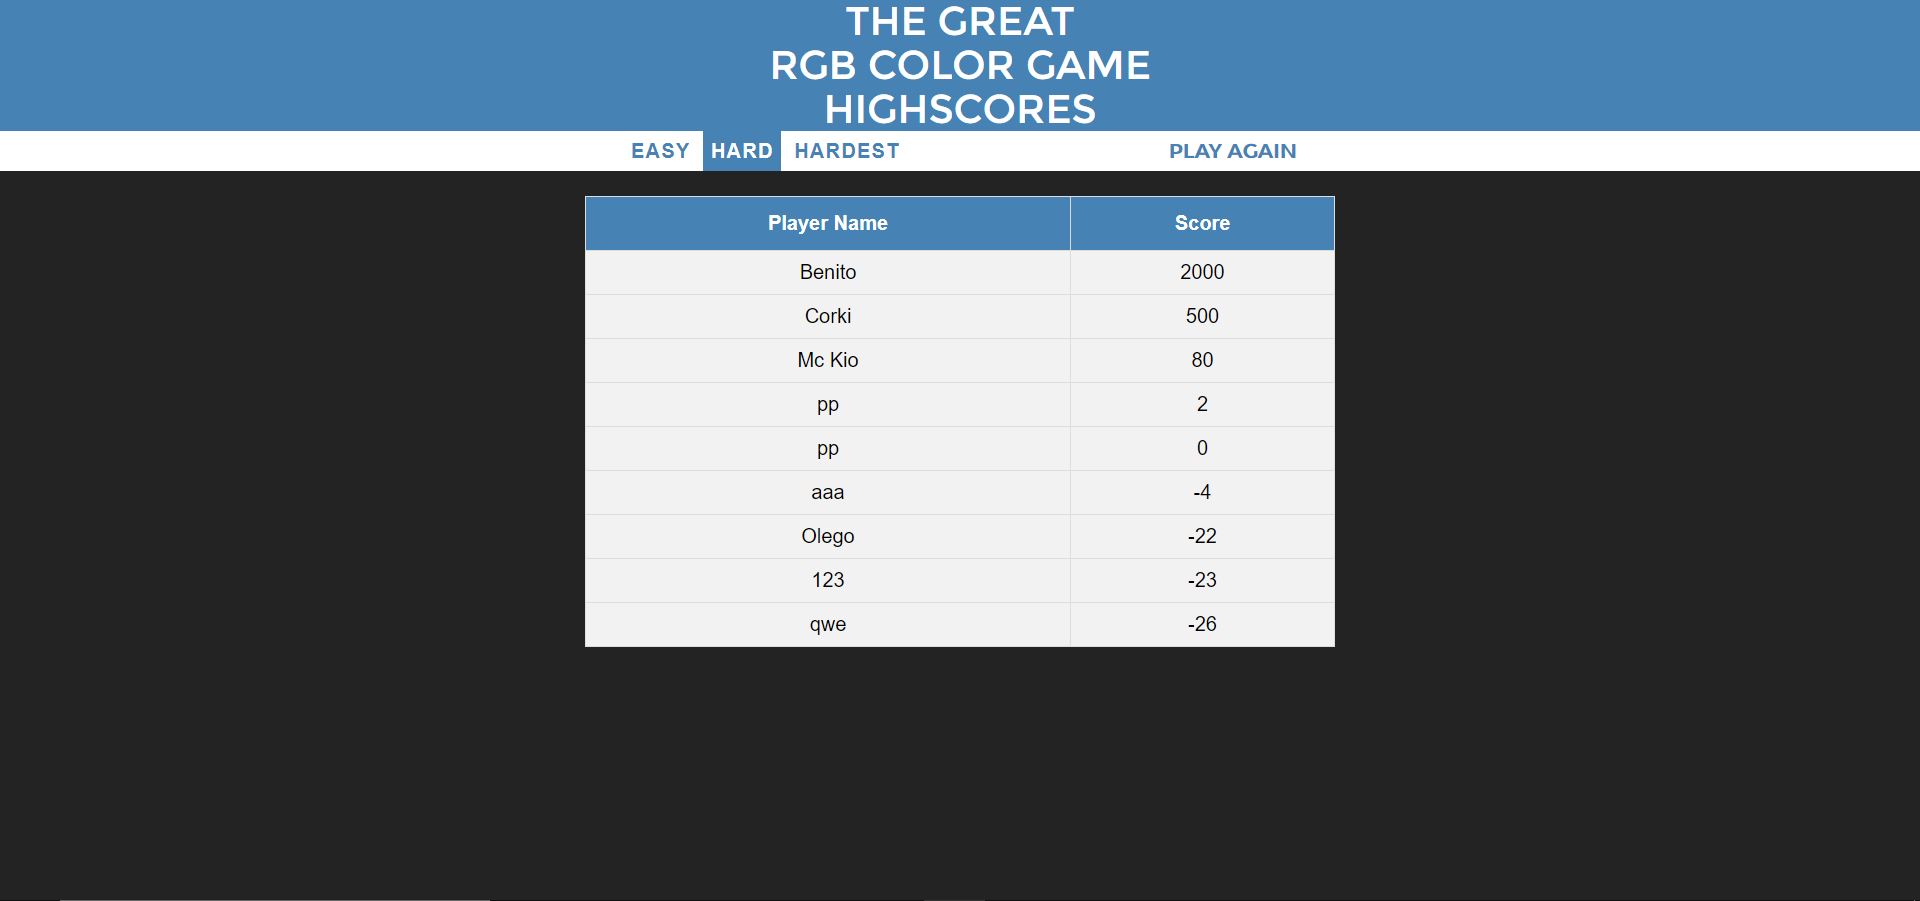 THE GREAT
RGB COLOR GAME
HIGHSCORES
EASY HARD HARDEST PLAY AGAIN
Player Name Score
Benito 2000
Corki 500
Mc Kio 80
pp 2
pp 0
aaa -4
Olego -22
123 -23
qwe -26